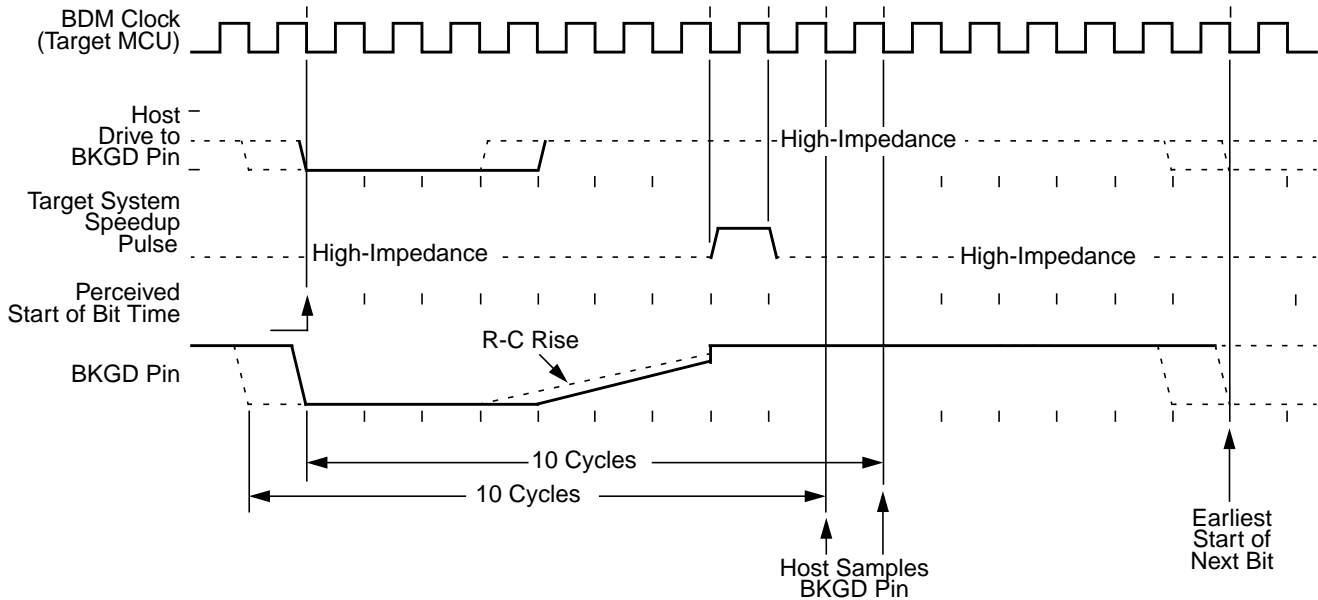 BDM Clock
(Target MCU)
Host
Drive to
BKGD Pin
High-Impedance
Target System
Speedup
Pulse
High-Impedance
High-Impedance
Perceived
Start of Bit Time
R-C Rise
BKGD Pin
10 Cycles
10 Cycles
Host Samples
BKGD Pin
Earliest
Start of
Next Bit